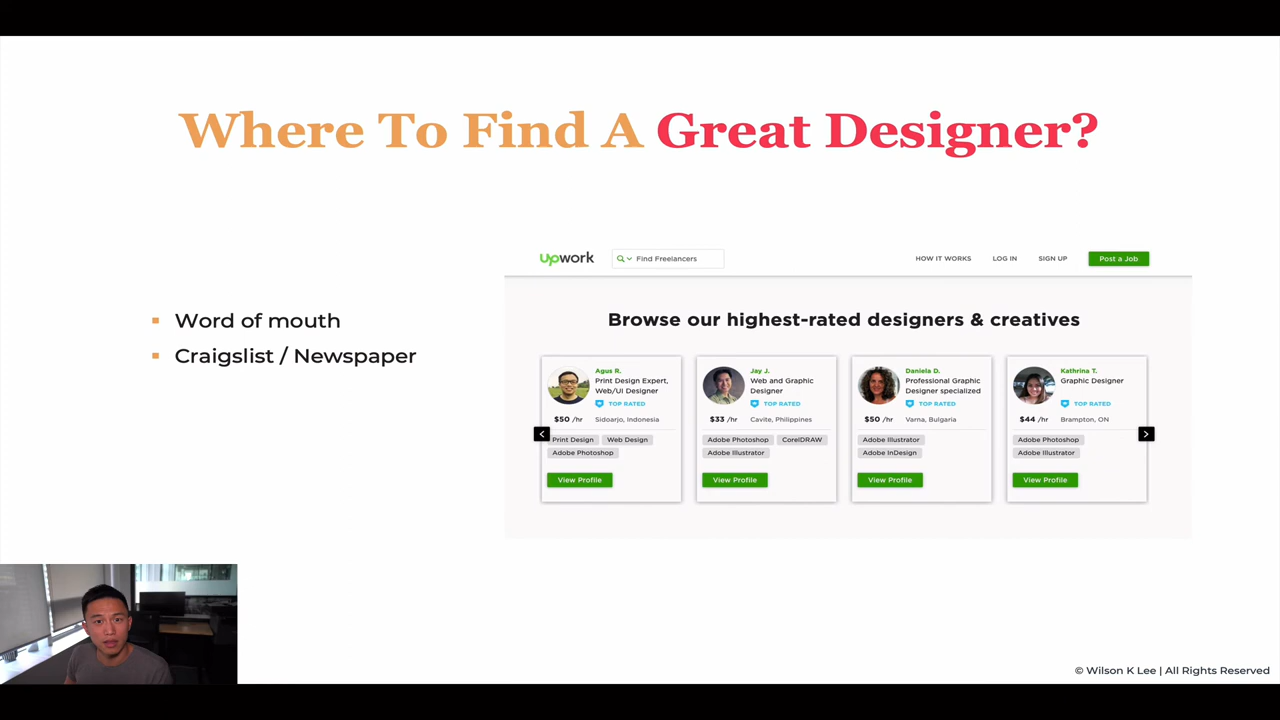 Where To Find A Great Designer?
upwork
Find Freelancers
HOW IT WORKS
LOG IN
SIGN UP
Post a Job
Browse our highest-rated designers & creatives
Word of mouth
Craigslist / Newspaper
Agus R.
Print Design Expert,
Web/UI Designer
TOP RATED
$50 /hr
Sidoarjo, Indonesia
Print Design
Web Design
Adobe Photoshop
View Profile
Jay J.
Web and Graphic
Designer
TOP RATED
$33 /hr
Cavite, Philippines
Adobe Photoshop
CorelDRAW
Adobe Illustrator
View Profile
Daniela D.
Professional Graphic
Designer specialized
TOP RATED
$50 /hr
Varna, Bulgaria
Adobe Illustrator
Adobe InDesign
View Profile
Kathrina T.
Graphic Designer
TOP RATED
$44 /hr
Brampton, ON
Adobe Photoshop
Adobe Illustrator
View Profile
© Wilson K Lee | All Rights Reserved